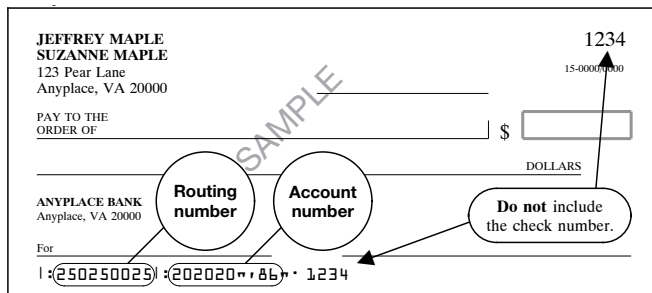 JEFFREY MAPLE
SUZANNE MAPLE
123 Pear Lane
Anyplace, VA 20000
1234
15-0000/0000
SAMPLE
PAY TO THE
ORDER OF
$
DOLLARS
ANYPLACE BANK
Anyplace, VA 20000
Routing
number
Account
number
Do not include
the check number.
For
|:250250025|:202020"'86"' 1234